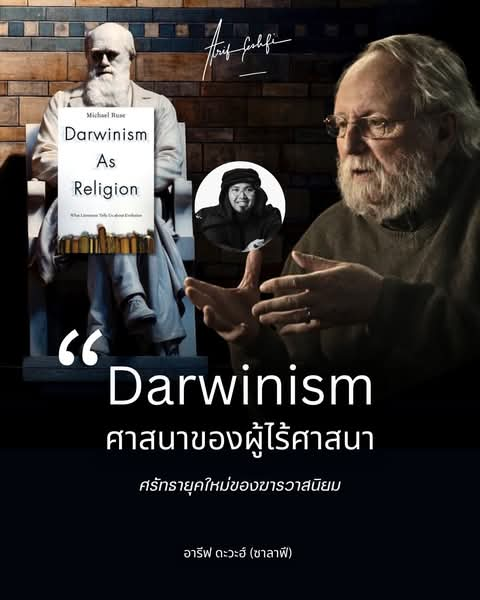 Michael Ruse
Darwinism
As
Religion
What Literature Tells Us about Evolution
“
Darwinism
ศาสนาของผู้ไร้ศาสนา
ศรัทธายุคใหม่ของฆารวาสนิยม
อารีฟ ดะวะฮ์ (ซาลาฟี)